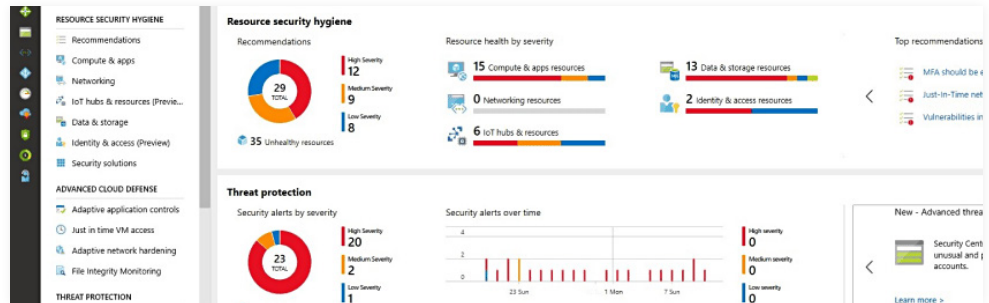 RESOURCE SECURITY HYGIENE
Recommendations
Compute & apps
Networking
IoT hubs & resources (Previe...
Data & storage
Identity & access (Preview)
Security solutions
ADVANCED CLOUD DEFENSE
Adaptive application controls
Just in time VM access
Adaptive network hardening
File Integrity Monitoring
THREAT PROTECTION
Resource security hygiene
Recommendations
29
TOTAL
High Severity
12
Medium Severity
9
Low Severity
8
35 Unhealthy resources
Resource health by severity
15 Compute & apps resources
13 Data & storage resources
0 Networking resources
2 Identity & access resources
6 IoT hubs & resources
Top recommendations
MFA should be e
Just-In-Time net
Vulnerabilities in
Threat protection
Security alerts by severity
23
TOTAL
High Severity
20
Medium Severity
2
Low Severity
1
Security alerts over time
4
2
0
23 Sun
1 Mon
7 Sun
High severity
0
Medium severity
0
Low severity
0
New - Advanced threa
Security Cent
unusual and p
accounts.
Learn more >